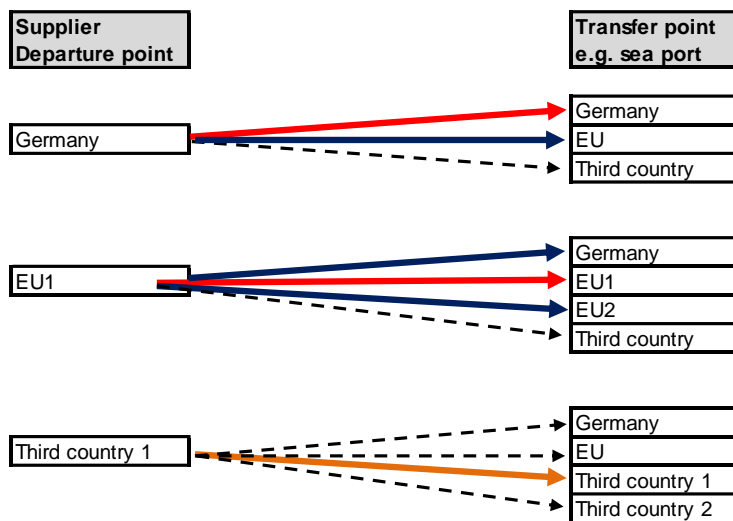 Supplier
Departure point
Transfer point
e.g. sea port
Germany
Germany
EU
Third country
EU1
Germany
EU1
EU2
Third country
Third country 1
Germany
EU
Third country 1
Third country 2